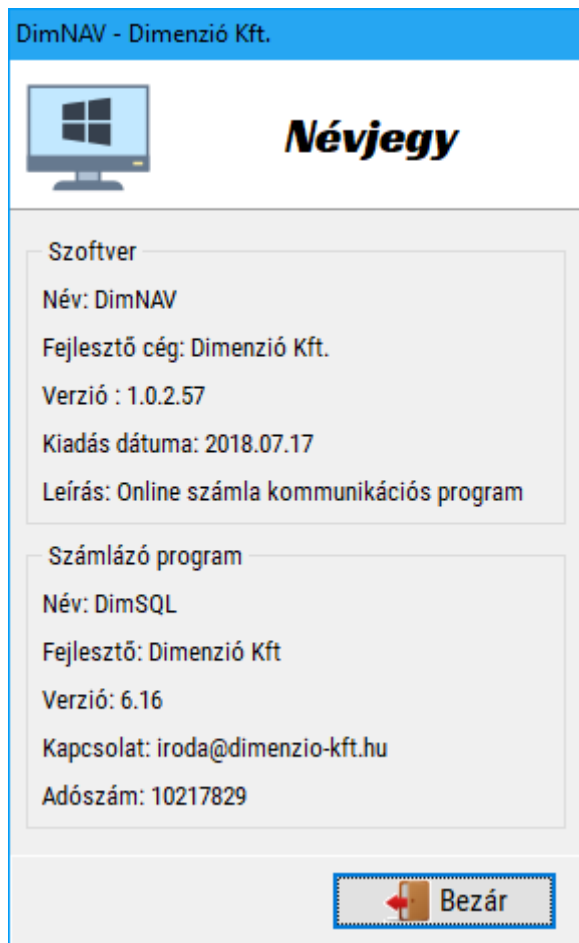 DimNAV - Dimenzió Kft.
Névjegy
Szoftver
Név: DimNAV
Fejlesztő cég: Dimenzió Kft.
Verzió : 1.0.2.57
Kiadás dátuma: 2018.07.17
Leírás: Online számla kommunikációs program
Számlázó program
Név: DimSQL
Fejlesztő: Dimenzió Kft
Verzió: 6.16
Kapcsolat: iroda@dimenzio-kft.hu
Adószám: 10217829
Bezár